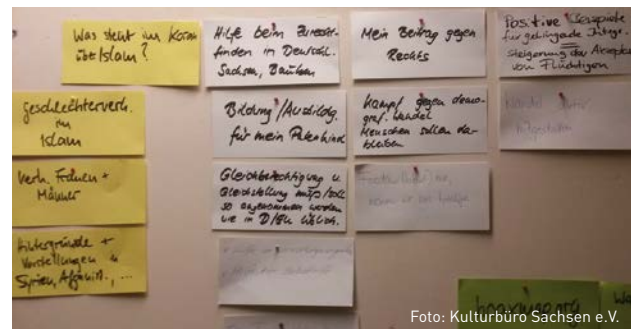 Was steht im Koran
über Islam?
Hilfe beim Zurecht-
finden in Deutschl.
Sachsen, Bautzen
Mein Beitrag gegen
Rechts
Positive Beispiele
für gelingende Integr.
steigerung der Akzeptanz
von Flüchtigen
Geschlechterverh.
im
Islam
Bildung/Ausbildg.
für mein Patenkind
Kampf gegen demo-
graf. Wandel
Menschen sollen da-
bleiben
Verh. Frauen +
Männer
Gleichberechtigung u.
Gleichstellung muß/soll
so angenommen werden
wie in D/EU üblich.
Hintergründe +
Vorstellungen in
Syrien, Afghanist., ...
Foto: Kulturbüro Sachsen e.V.